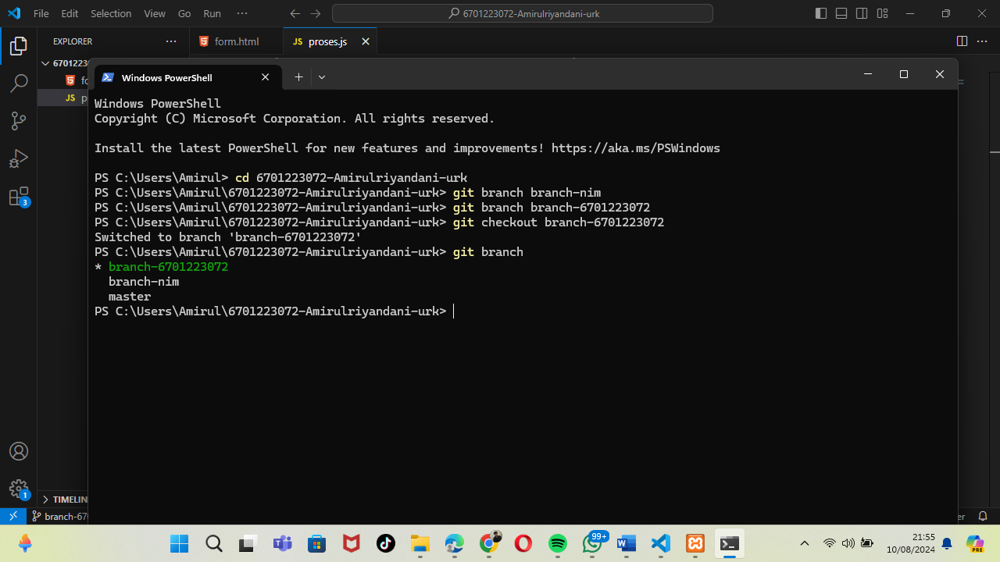 File Edit Selection View Go Run ···
6701223072-Amirulriyandani-urk
EXPLORER
form.html
JS proses.js
JS
Windows PowerShell
Windows PowerShell
Copyright (C) Microsoft Corporation. All rights reserved.
Install the latest PowerShell for new features and improvements! https://aka.ms/PSWindows
PS C:\Users\Amirul> cd 6701223072-Amirulriyandani-urk
PS C:\Users\Amirul\6701223072-Amirulriyandani-urk> git branch branch-nim
PS C:\Users\Amirul\6701223072-Amirulriyandani-urk> git branch branch-6701223072
PS C:\Users\Amirul\6701223072-Amirulriyandani-urk> git checkout branch-6701223072
Switched to branch 'branch-6701223072'
PS C:\Users\Amirul\6701223072-Amirulriyandani-urk> git branch
* branch-6701223072
branch-nim
master
PS C:\Users\Amirul\6701223072-Amirulriyandani-urk>
3
1
TIMELIN
branch-67
er
99+
21:55
10/08/2024
PRE